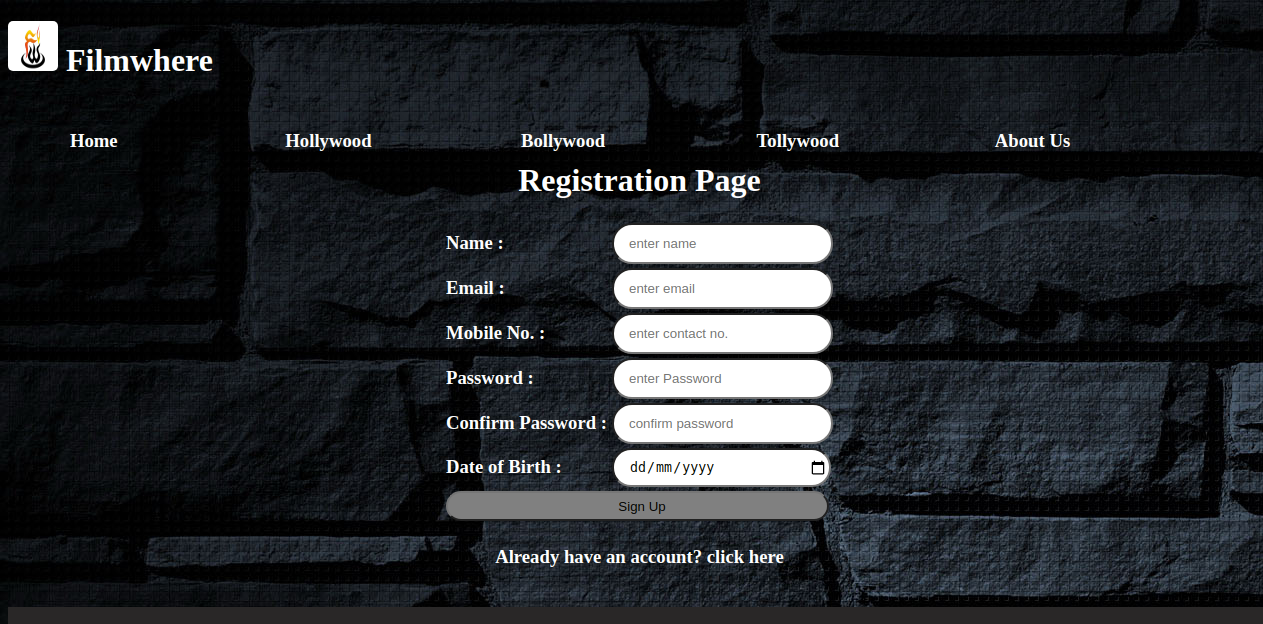 Filmwhere
Home Hollywood Bollywood Tollywood About Us
Registration Page
Name : enter name
Email : enter email
Mobile No. : enter contact no.
Password : enter Password
Confirm Password : confirm password
Date of Birth : dd/mm/yyyy
Sign Up
Already have an account? click here